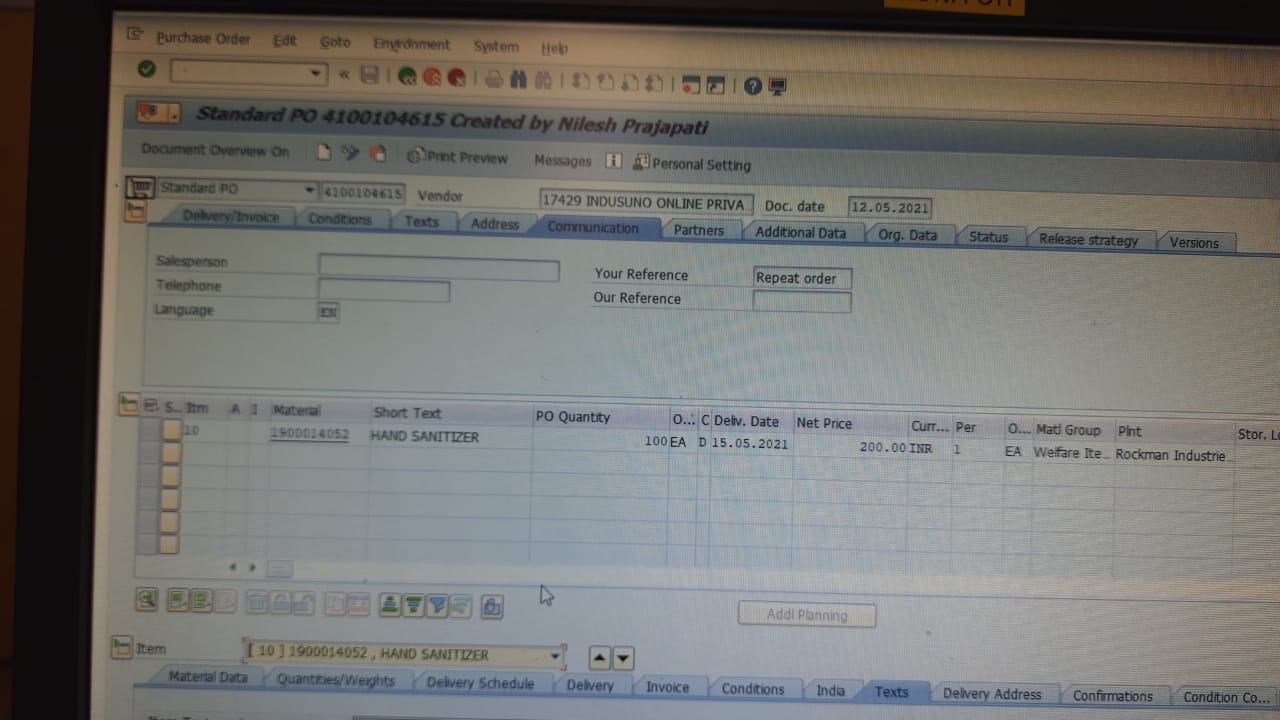 Purchase Order Edit Goto Environment System Help
Standard PO 4100104615 Created by Nilesh Prajapati
Document Overview On Print Preview Messages Personal Setting
Standard PO 4100104615 Vendor 17429 INDUSUNO ONLINE PRIVA Doc. date 12.05.2021
Delivery/Invoice Conditions Texts Address Communication Partners Additional Data Org. Data Status Release strategy Versions
Salesperson Your Reference Repeat order
Telephone Our Reference
Language EN
S.. Itm A I Material Short Text PO Quantity O... C Deliv. Date Net Price Curr... Per O... Matl Group Plnt Stor. Lo
10 1900014052 HAND SANITIZER 100 EA D 15.05.2021 200.00 INR 1 EA Welfare Ite... Rockman Industrie...
Addl Planning
Item [ 10 ] 1900014052 , HAND SANITIZER
Material Data Quantities/Weights Delivery Schedule Delivery Invoice Conditions India Texts Delivery Address Confirmations Condition Co...